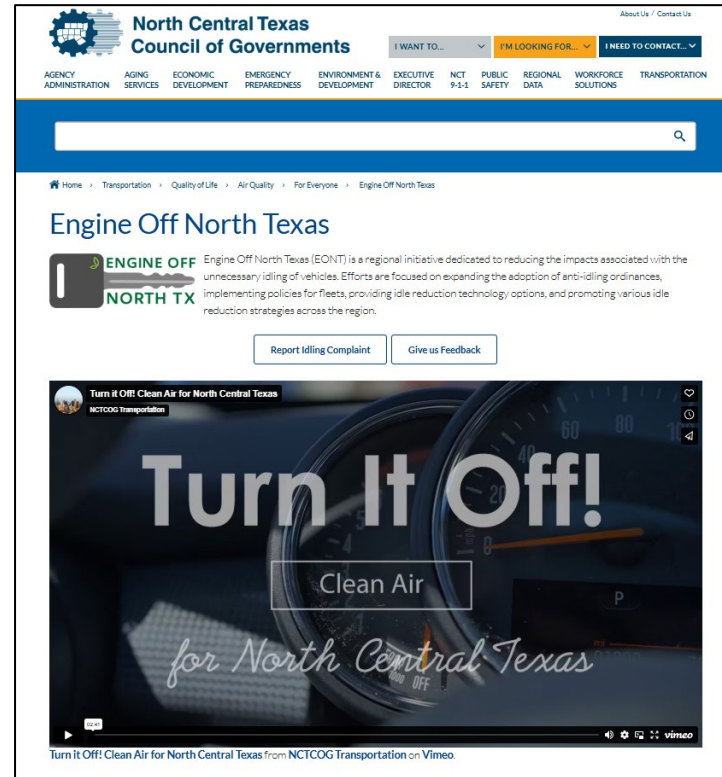 About Us / Contact Us
North Central Texas
Council of Governments
I WANT TO...
I'M LOOKING FOR...
I NEED TO CONTACT...
AGENCY ADMINISTRATION
AGING SERVICES
ECONOMIC DEVELOPMENT
EMERGENCY PREPAREDNESS
ENVIRONMENT & DEVELOPMENT
EXECUTIVE DIRECTOR
NCT 9-1-1
PUBLIC SAFETY
REGIONAL DATA
WORKFORCE SOLUTIONS
TRANSPORTATION
Home › Transportation › Quality of Life › Air Quality › For Everyone › Engine Off North Texas
Engine Off North Texas
ENGINE OFF
NORTH TX
Engine Off North Texas (EONT) is a regional initiative dedicated to reducing the impacts associated with the
unnecessary idling of vehicles. Efforts are focused on expanding the adoption of anti-idling ordinances,
implementing policies for fleets, providing idle reduction technology options, and promoting various idle
reduction strategies across the region.
Report Idling Complaint
Give us Feedback
Turn it Off! Clean Air for North Central Texas
NCTCOG Transportation
60 80
40
20
Turn It Off!
Clean Air
P
for North Central Texas
OFF
02:41
vimeo
Turn it Off! Clean Air for North Central Texas from NCTCOG Transportation on Vimeo.